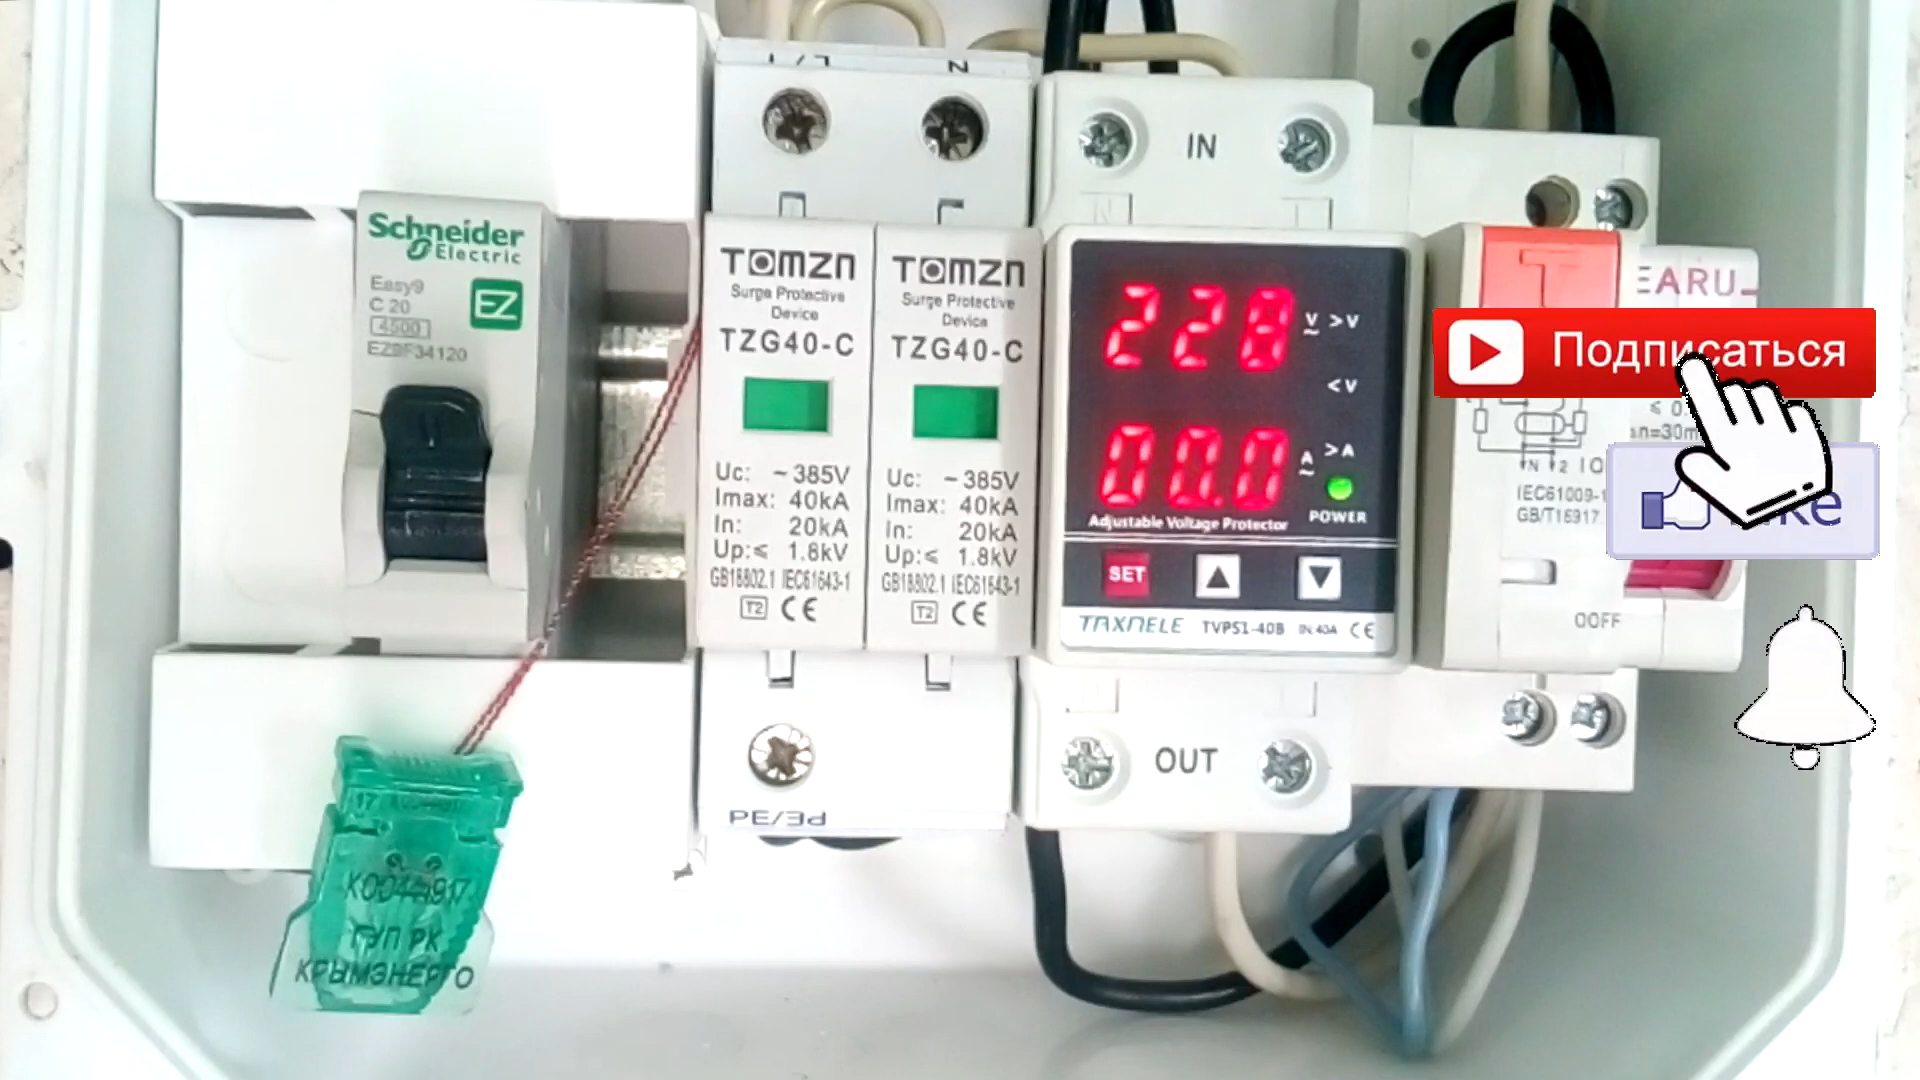 L/L
N
Schneider
Electric
Easy9
C 20
EZ
4500
EZ9F34120
TOMZN
Surge Protective
Device
TZG40-C
Uc: ~385V
Imax: 40kA
In: 20kA
Up:≤ 1.8kV
GB18802.1 IEC61643-1
T2 CE
PE/PE
TOMZN
Surge Protective
Device
TZG40-C
Uc: ~385V
Imax: 40kA
In: 20kA
Up:≤ 1.8kV
GB18802.1 IEC61643-1
T2 CE
IN
228
V >V
<V
00.0
A >A
Adjustable Voltage Protector
POWER
SET
TAXNELE TVPS1-40B IN:40A CE
OUT
T
EARU
Подписаться
N 2
IEC61009-1
GB/T16917
OOFF
К0044917
ГУП РК
КРЫМЭНЕРГО